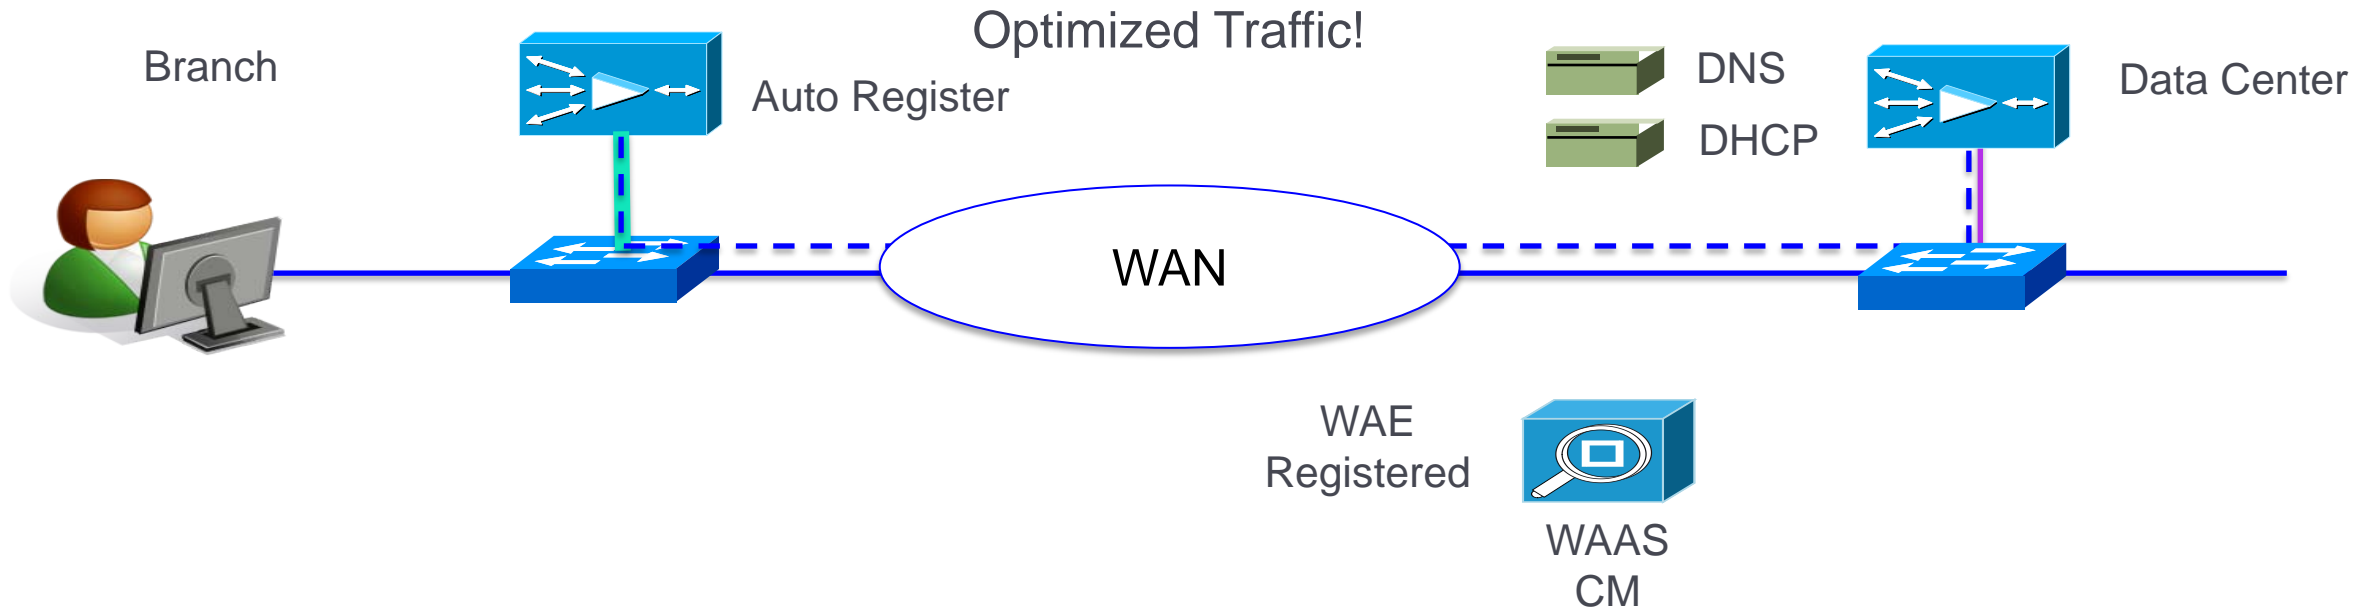 Optimized Traffic!
Branch
Auto Register
DNS
DHCP
Data Center
WAN
WAE
Registered
WAAS
CM